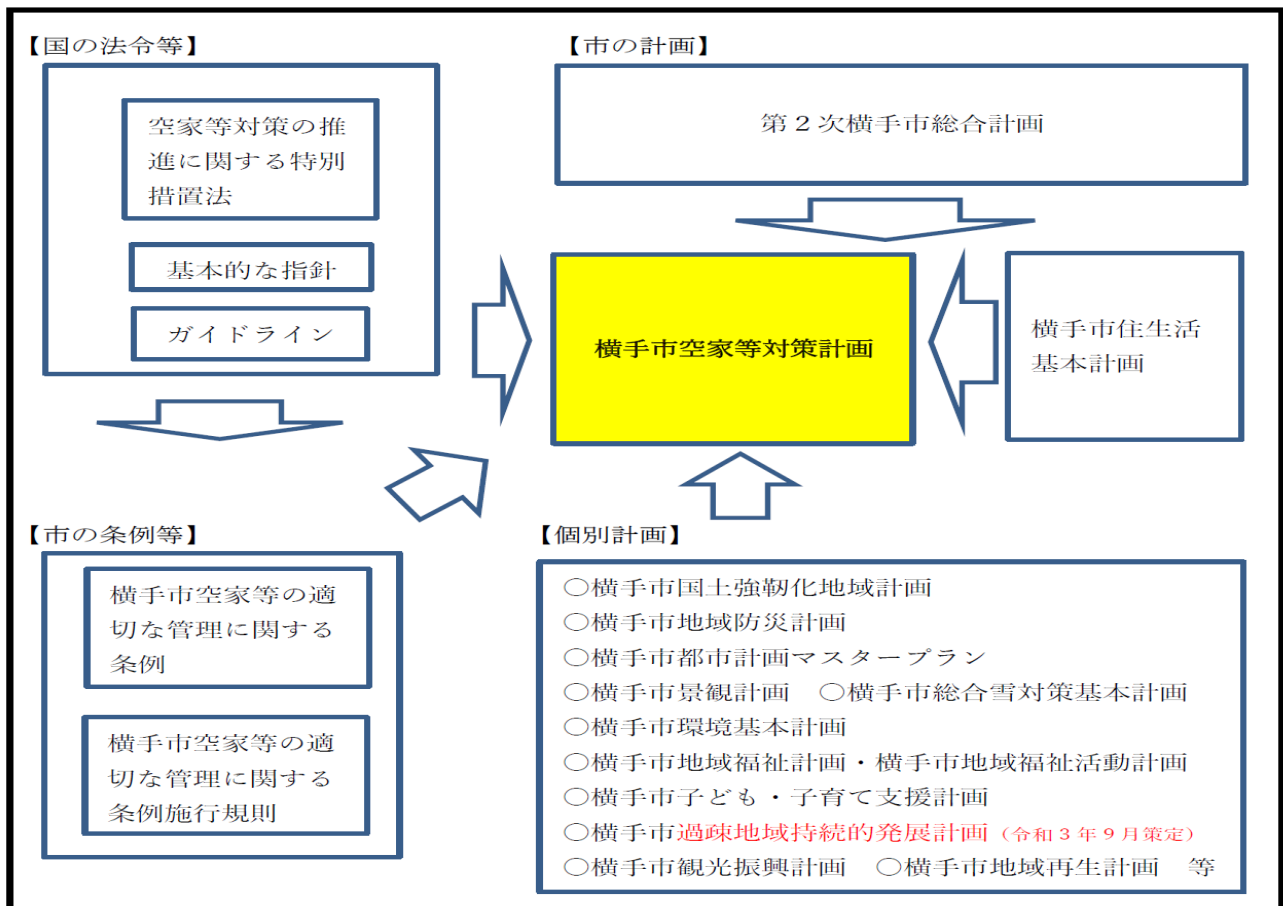 【国の法令等】
空家等対策の推
進に関する特別
措置法
基本的な指針
ガイドライン
【市の計画】
第2次横手市総合計画
横手市空家等対策計画
横手市住生活
基本計画
【市の条例等】
横手市空家等の適
切な管理に関する
条例
横手市空家等の適
切な管理に関する
条例施行規則
【個別計画】
○横手市国土強靭化地域計画
○横手市地域防災計画
○横手市都市計画マスタープラン
○横手市景観計画　○横手市総合雪対策基本計画
○横手市環境基本計画
○横手市地域福祉計画・横手市地域福祉活動計画
○横手市子ども・子育て支援計画
○横手市過疎地域持続的発展計画（令和3年9月策定）
○横手市観光振興計画　○横手市地域再生計画　等